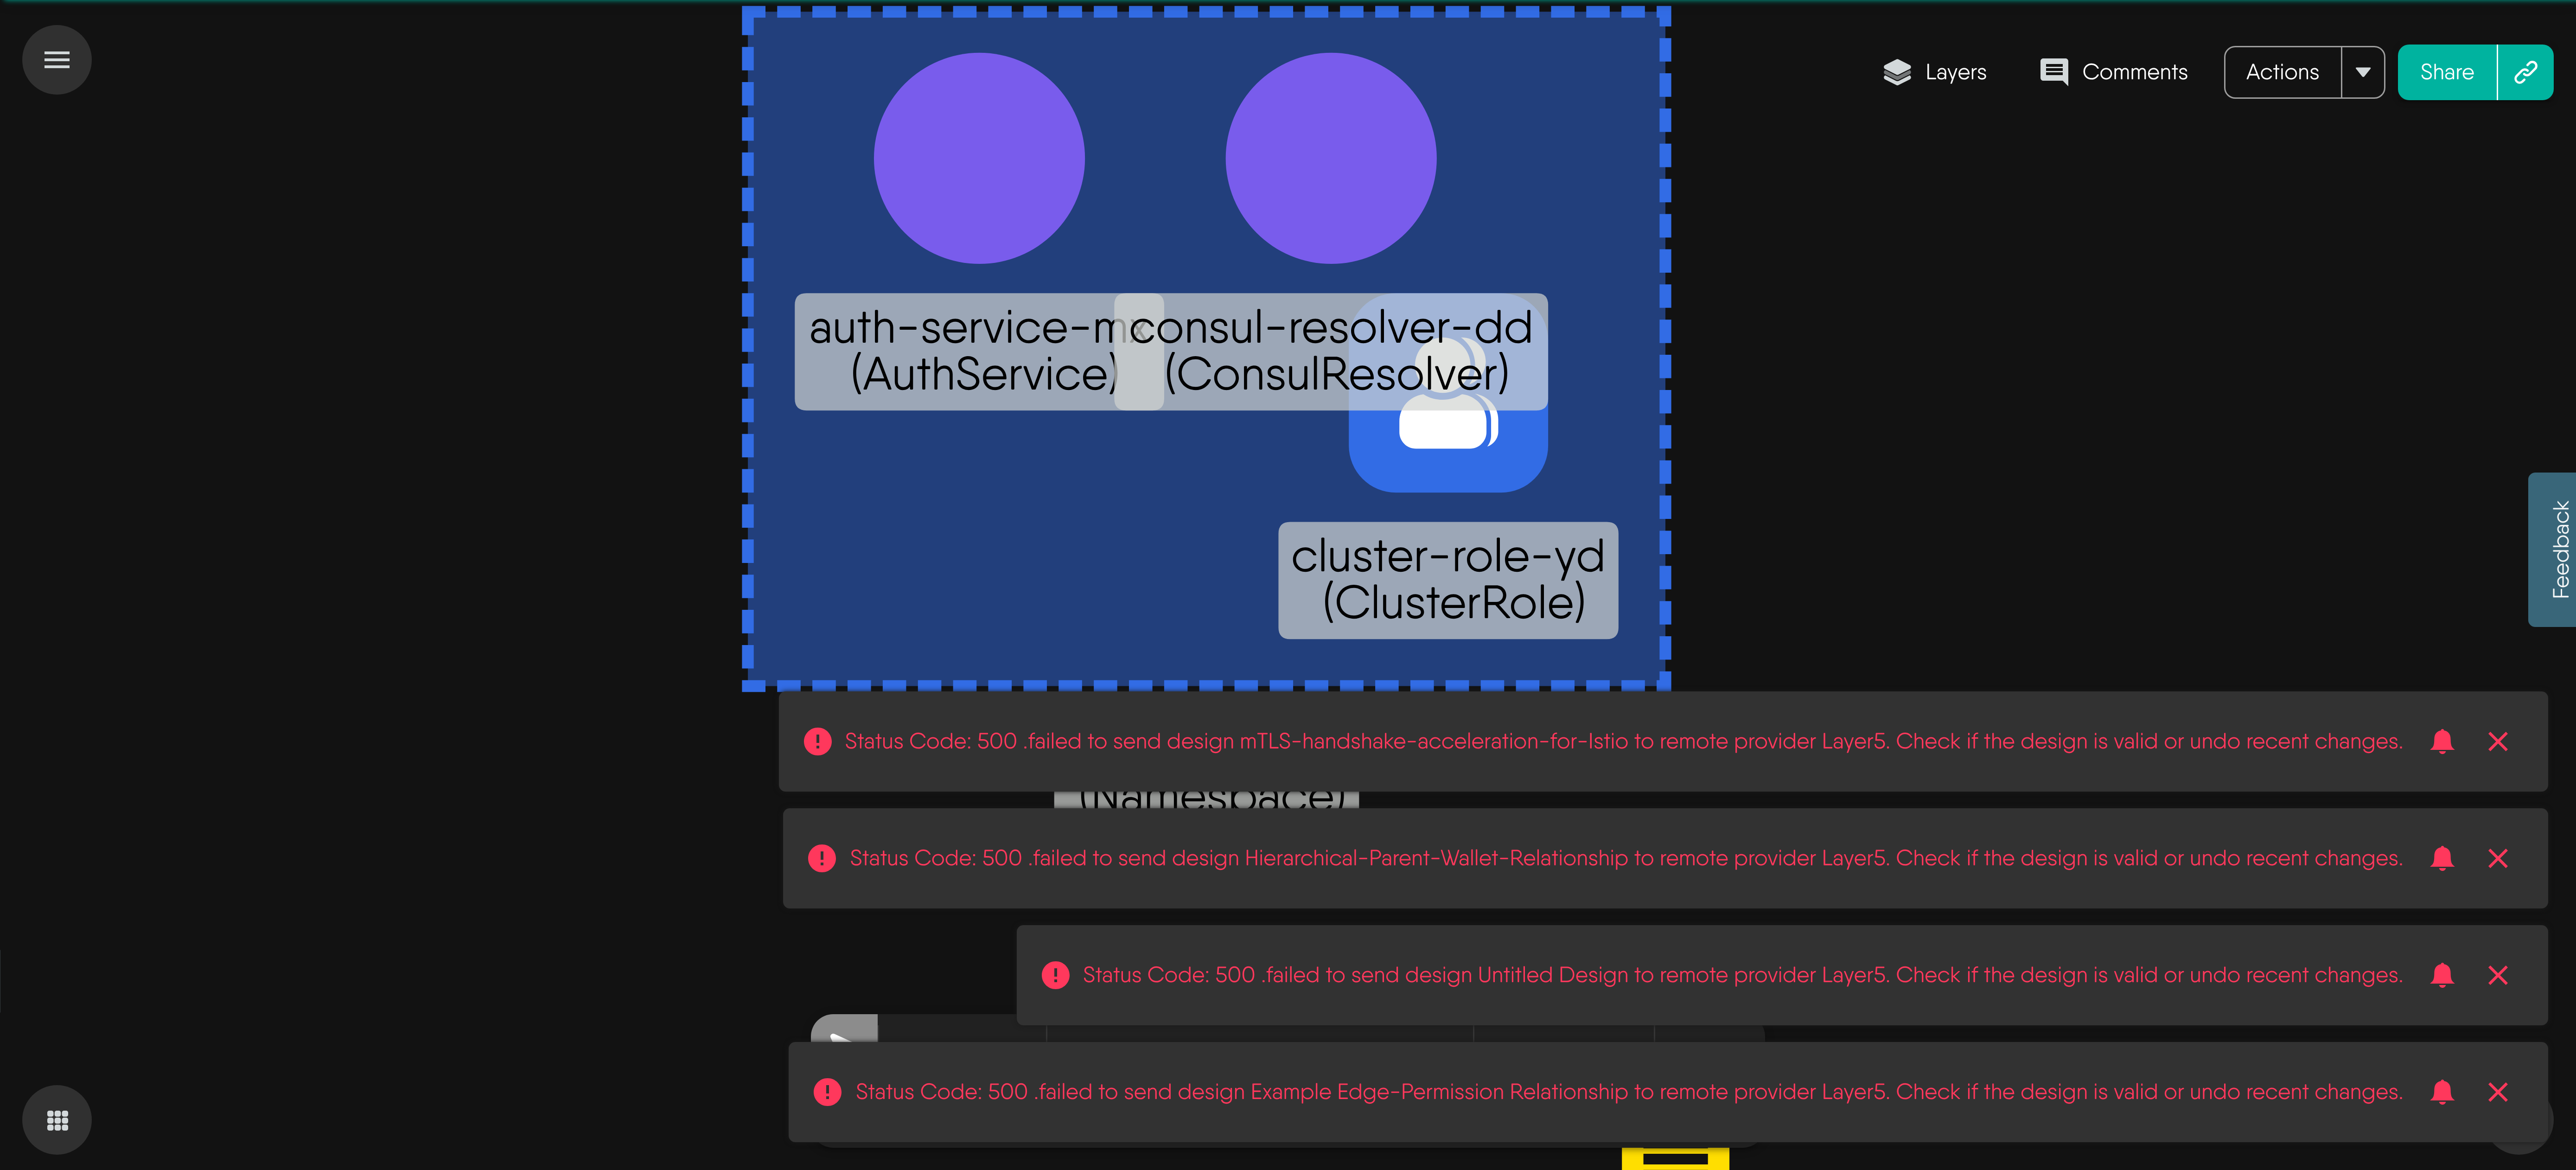 Layers
Comments
Actions
Share
auth-service-mxconsul-resolver-dd
(AuthService) (ConsulResolver)
cluster-role-yd
(ClusterRole)
Feedback
Status Code: 500 .failed to send design mTLS-handshake-acceleration-for-Istio to remote provider Layer5. Check if the design is valid or undo recent changes.
(Namespace)
Status Code: 500 .failed to send design Hierarchical-Parent-Wallet-Relationship to remote provider Layer5. Check if the design is valid or undo recent changes.
Status Code: 500 .failed to send design Untitled Design to remote provider Layer5. Check if the design is valid or undo recent changes.
Status Code: 500 .failed to send design Example Edge-Permission Relationship to remote provider Layer5. Check if the design is valid or undo recent changes.